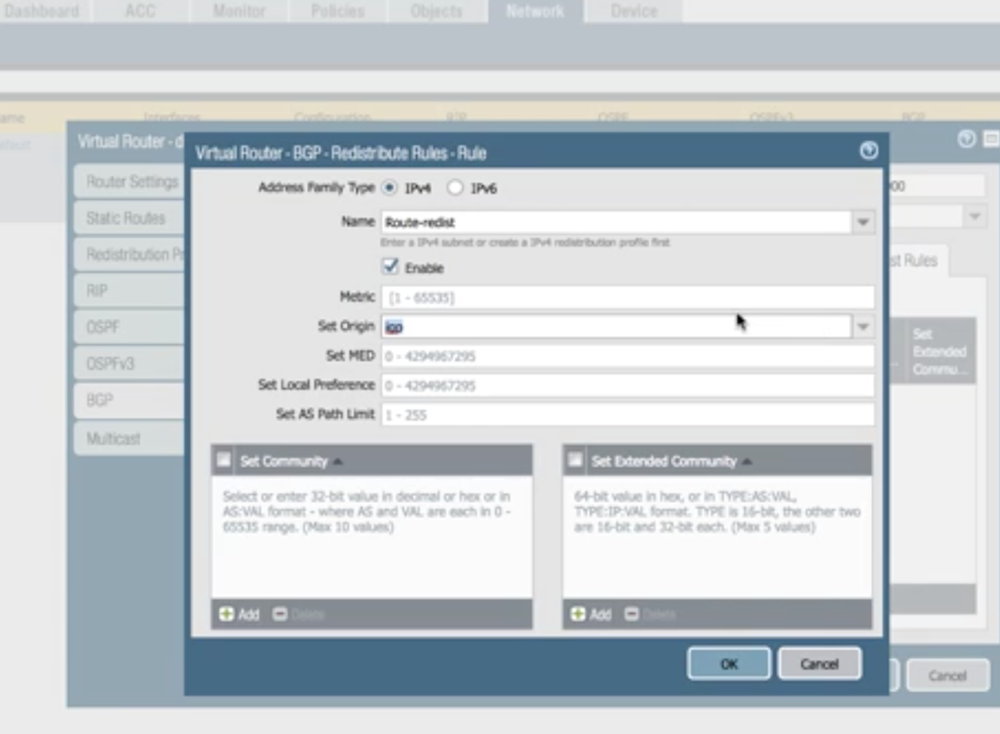 Dashboard ACC Monitor Policies Objects Network Device
ame Interfaces Configuration RIP OSPF OSPFv3 BGP
efault
Virtual Router - d
Virtual Router - BGP - Redistribute Rules - Rule
Router Settings
Static Routes
Redistribution Pr
RIP
OSPF
OSPFv3
BGP
Multicast
Address Family Type IPv4 IPv6
Name Route-redist
Enter a IPv4 subnet or create a IPv4 redistribution profile first
Enable
Metric [1 - 65535]
Set Origin igp
Set MED 0 - 4294967295
Set Local Preference 0 - 4294967295
Set AS Path Limit 1 - 255
Set Community
Select or enter 32-bit value in decimal or hex or in
AS:VAL format - where AS and VAL are each in 0 -
65535 range. (Max 10 values)
Add Delete
Set Extended Community
64-bit value in hex, or in TYPE:AS:VAL,
TYPE:IP:VAL format. TYPE is 16-bit, the other two
are 16-bit and 32-bit each. (Max 5 values)
Add Delete
OK Cancel
00
st Rules
Set
Extended
Commu...
Cancel